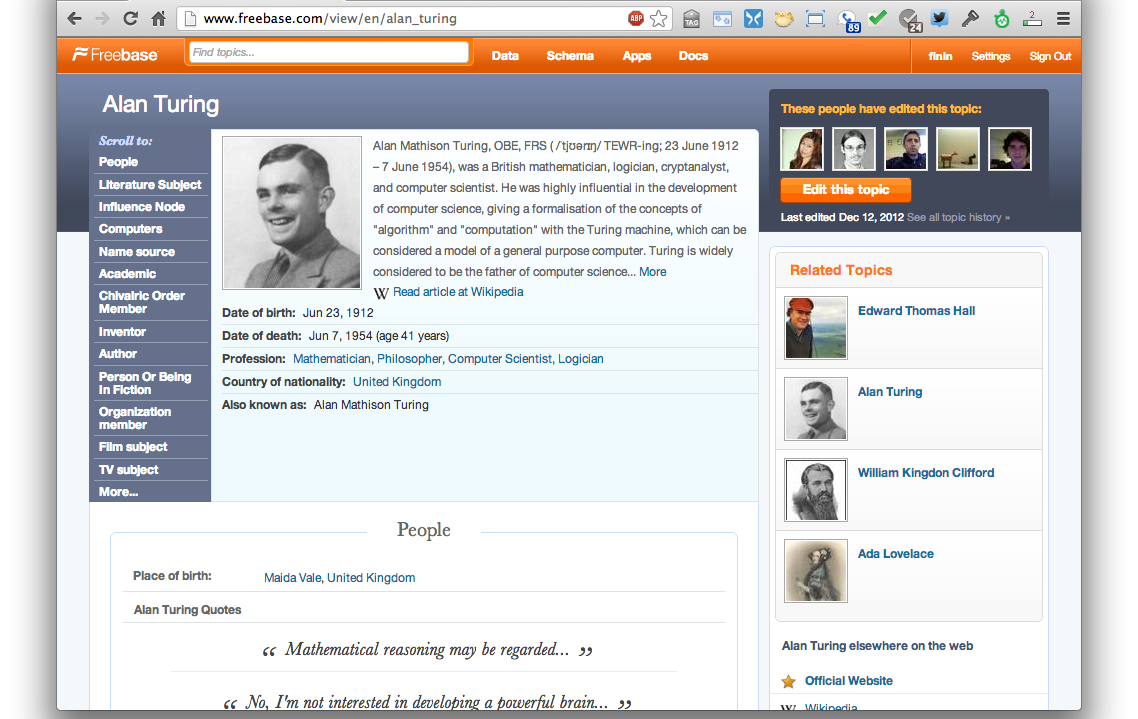 www.freebase.com/view/en/alan_turing
ABP
TAG
89
24
2
Freebase
Find topics...
Data
Schema
Apps
Docs
finin
Settings
Sign Out
Alan Turing
Scroll to:
People
Literature Subject
Influence Node
Computers
Name source
Academic
Chivalric Order
Member
Inventor
Author
Person Or Being
In Fiction
Organization
member
Film subject
TV subject
More...
Alan Mathison Turing, OBE, FRS ( /ˈtjʊərɪŋ/ TEWR-ing; 23 June 1912
– 7 June 1954), was a British mathematician, logician, cryptanalyst,
and computer scientist. He was highly influential in the development
of computer science, giving a formalisation of the concepts of
"algorithm" and "computation" with the Turing machine, which can be
considered a model of a general purpose computer. Turing is widely
considered to be the father of computer science... More
W Read article at Wikipedia
Date of birth: Jun 23, 1912
Date of death: Jun 7, 1954 (age 41 years)
Profession: Mathematician, Philosopher, Computer Scientist, Logician
Country of nationality: United Kingdom
Also known as: Alan Mathison Turing
People
Place of birth: Maida Vale, United Kingdom
Alan Turing Quotes
“ Mathematical reasoning may be regarded... ”
“ No, I'm not interested in developing a powerful brain... ”
These people have edited this topic:
Edit this topic
Last edited Dec 12, 2012 See all topic history »
Related Topics
Edward Thomas Hall
Alan Turing
William Kingdon Clifford
Ada Lovelace
Alan Turing elsewhere on the web
Official Website
W Wikipedia